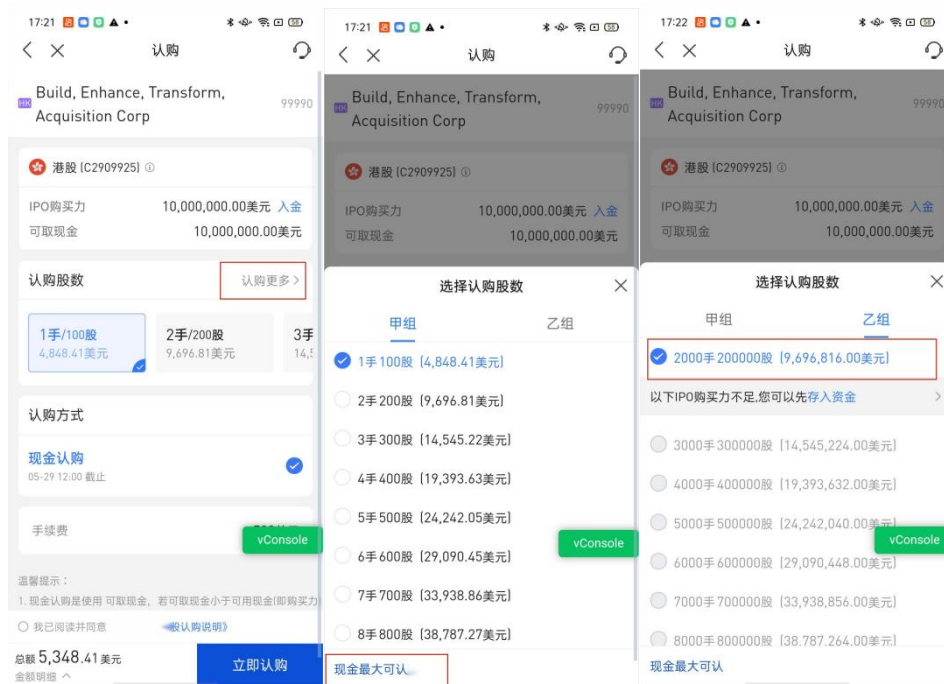 17:21
58
认购
HK
Build, Enhance, Transform,
Acquisition Corp
99990
港股 (C2909925)
IPO购买力
10,000,000.00美元 入金
可取现金
10,000,000.00美元
认购股数
认购更多 >
1手/100股
4,848.41美元
2手/200股
9,696.81美元
3手
认购方式
现金认购
05-29 12:00 截止
手续费
vConsole
温馨提示：
1. 现金认购是使用 可取现金，若可取现金小于可用现金(即购买力
我已阅读并同意
股认购说明》
总额 5,348.41 美元
金额明细
立即认购
17:21
58
认购
HK
Build, Enhance, Transform,
Acquisition Corp
99990
港股 (C2909925)
IPO购买力
10,000,000.00美元 入金
可取现金
10,000,000.00美元
选择认购股数
甲组
乙组
1手100股 (4,848.41美元)
2手200股 (9,696.81美元)
3手300股 (14,545.22美元)
4手400股 (19,393.63美元)
5手500股 (24,242.05美元)
6手600股 (29,090.45美元)
7手700股 (33,938.86美元)
8手800股 (38,787.27美元)
vConsole
现金最大可认
17:22
58
认购
HK
Build, Enhance, Transform,
Acquisition Corp
99990
港股 (C2909925)
IPO购买力
10,000,000.00美元 入金
可取现金
10,000,000.00美元
选择认购股数
甲组
乙组
2000手200000股 (9,696,816.00美元)
以下IPO购买力不足,您可以先存入资金
3000手300000股 (14,545,224.00美元)
4000手400000股 (19,393,632.00美元)
5000手500000股 (24,242,040.00美元)
vConsole
6000手600000股 (29,090,448.00美元)
7000手700000股 (33,938,856.00美元)
8000手800000股 (38,787,264.00美元)
现金最大可认